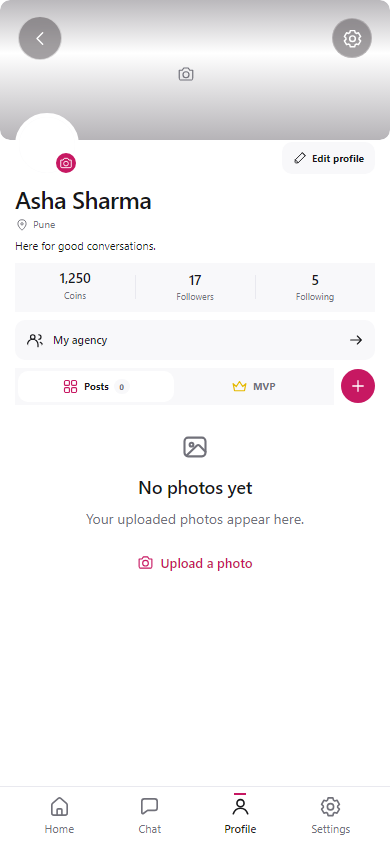 Edit profile
Asha Sharma
Pune
Here for good conversations.
1,250
Coins
17
Followers
5
Following
My agency
Posts 0
MVP
No photos yet
Your uploaded photos appear here.
Upload a photo
Home
Chat
Profile
Settings